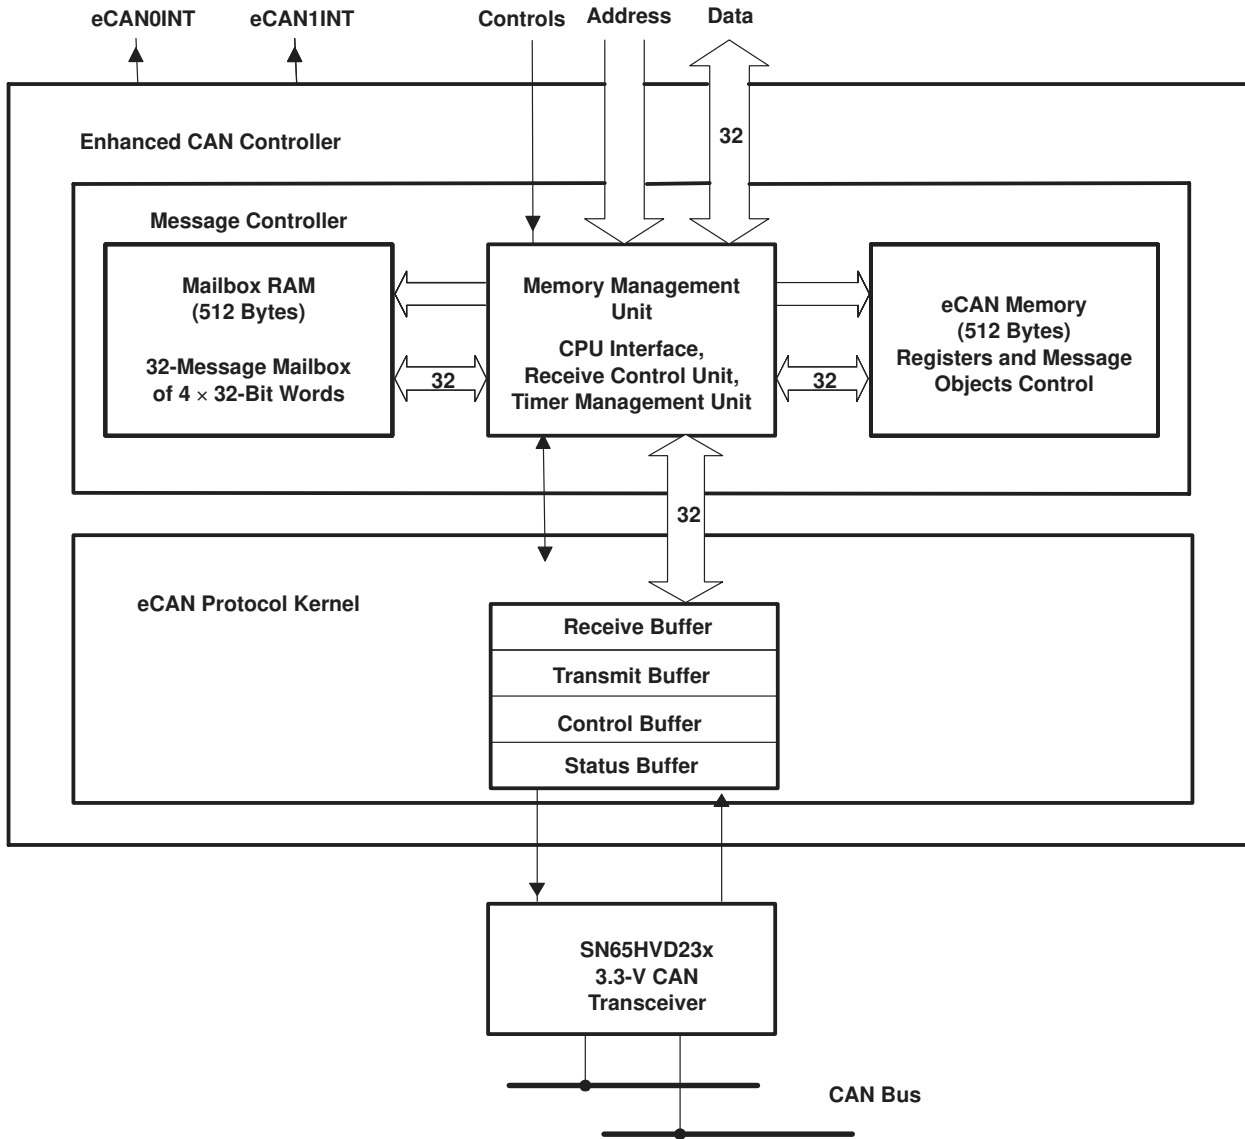 eCAN0INT
eCAN1INT
Controls
Address
Data
32
Enhanced CAN Controller
Message Controller
Mailbox RAM
(512 Bytes)
32-Message Mailbox
of 4 × 32-Bit Words
32
Memory Management
Unit
CPU Interface,
Receive Control Unit,
Timer Management Unit
32
eCAN Memory
(512 Bytes)
Registers and Message
Objects Control
32
eCAN Protocol Kernel
Receive Buffer
Transmit Buffer
Control Buffer
Status Buffer
SN65HVD23x
3.3-V CAN
Transceiver
CAN Bus